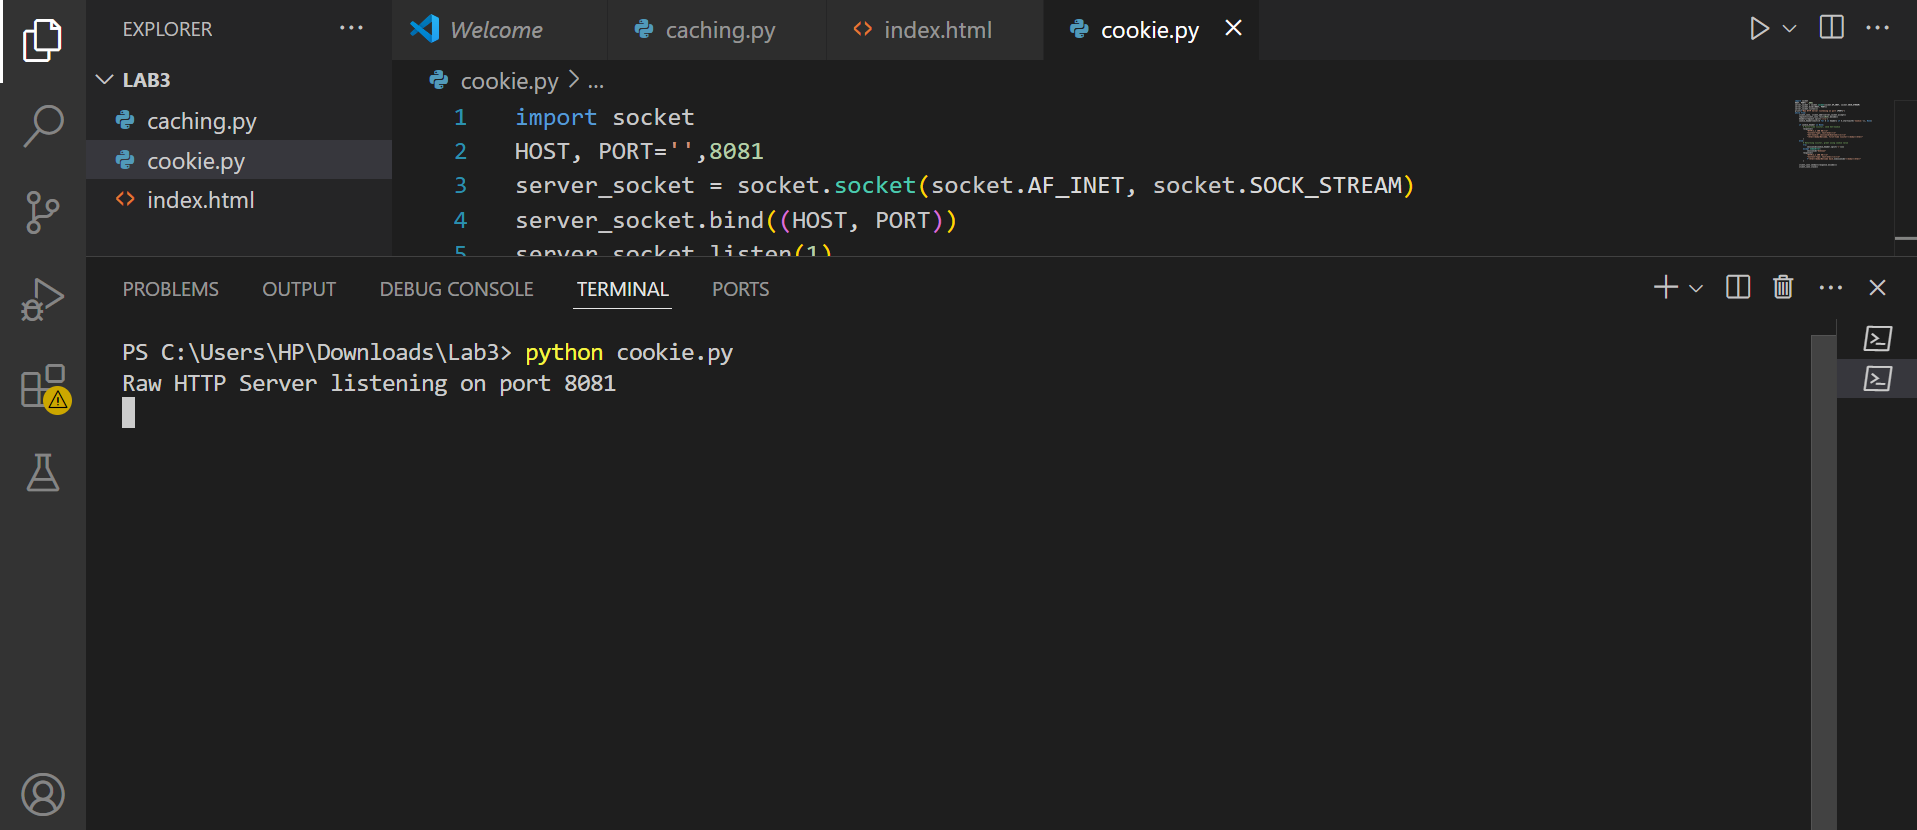 EXPLORER ...
LAB3
caching.py
cookie.py
index.html
Welcome
caching.py
index.html
cookie.py
cookie.py > ...
1 import socket
2 HOST, PORT='',8081
3 server_socket = socket.socket(socket.AF_INET, socket.SOCK_STREAM)
4 server_socket.bind((HOST, PORT))
5 server_socket.listen(1)
PROBLEMS OUTPUT DEBUG CONSOLE TERMINAL PORTS
PS C:\Users\HP\Downloads\Lab3> python cookie.py
Raw HTTP Server listening on port 8081